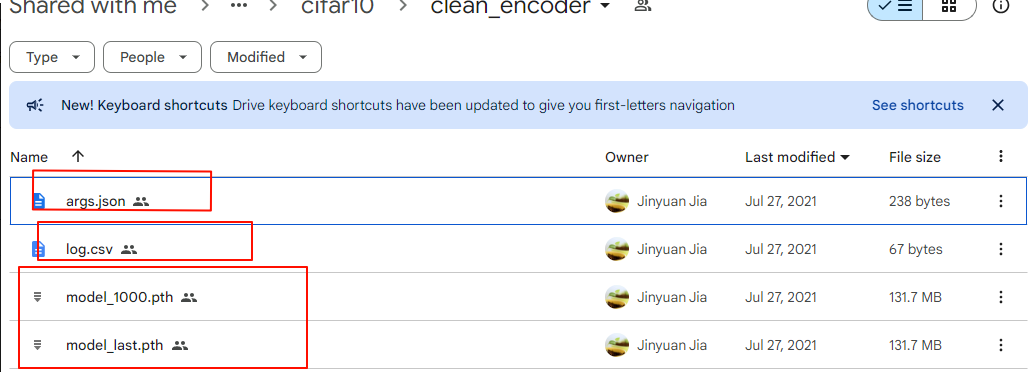 Shared with me > ... > cifar10 > clean_encoder
Type People Modified
New! Keyboard shortcuts Drive keyboard shortcuts have been updated to give you first-letters navigation See shortcuts
Name Owner Last modified File size
args.json Jinyuan Jia Jul 27, 2021 238 bytes
log.csv Jinyuan Jia Jul 27, 2021 67 bytes
model_1000.pth Jinyuan Jia Jul 27, 2021 131.7 MB
model_last.pth Jinyuan Jia Jul 27, 2021 131.7 MB